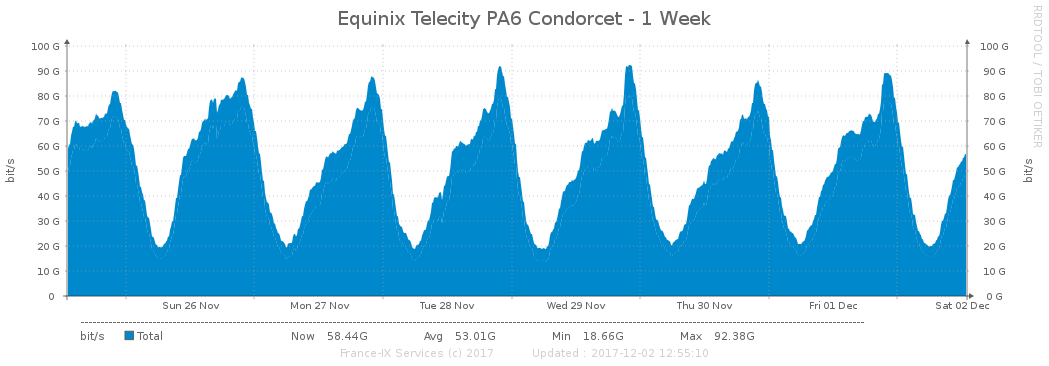 Equinix Telecity PA6 Condorcet - 1 Week
RRDTOOL / TOBI OETIKER
100 G 100 G
90 G 90 G
80 G 80 G
70 G 70 G
60 G 60 G
50 G 50 G
40 G 40 G
30 G 30 G
20 G 20 G
10 G 10 G
0 0 G
bit/s bit/s
Sun 26 Nov Mon 27 Nov Tue 28 Nov Wed 29 Nov Thu 30 Nov Fri 01 Dec Sat 02 Dec
bit/s Total Now 58.44G Avg 53.01G Min 18.66G Max 92.38G
France-IX Services (c) 2017 Updated : 2017-12-02 12:55:10